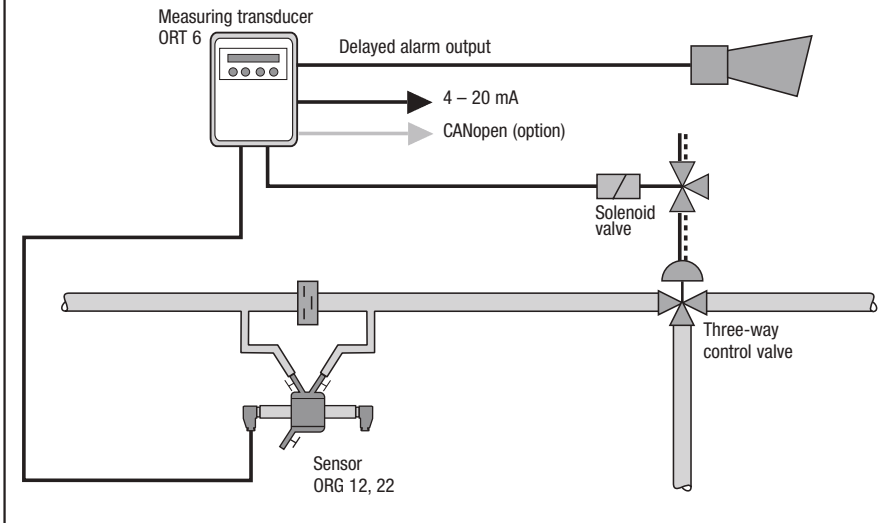 Measuring transducer
ORT 6
Delayed alarm output
4 – 20 mA
CANopen (option)
Solenoid
valve
Three-way
control valve
Sensor
ORG 12, 22